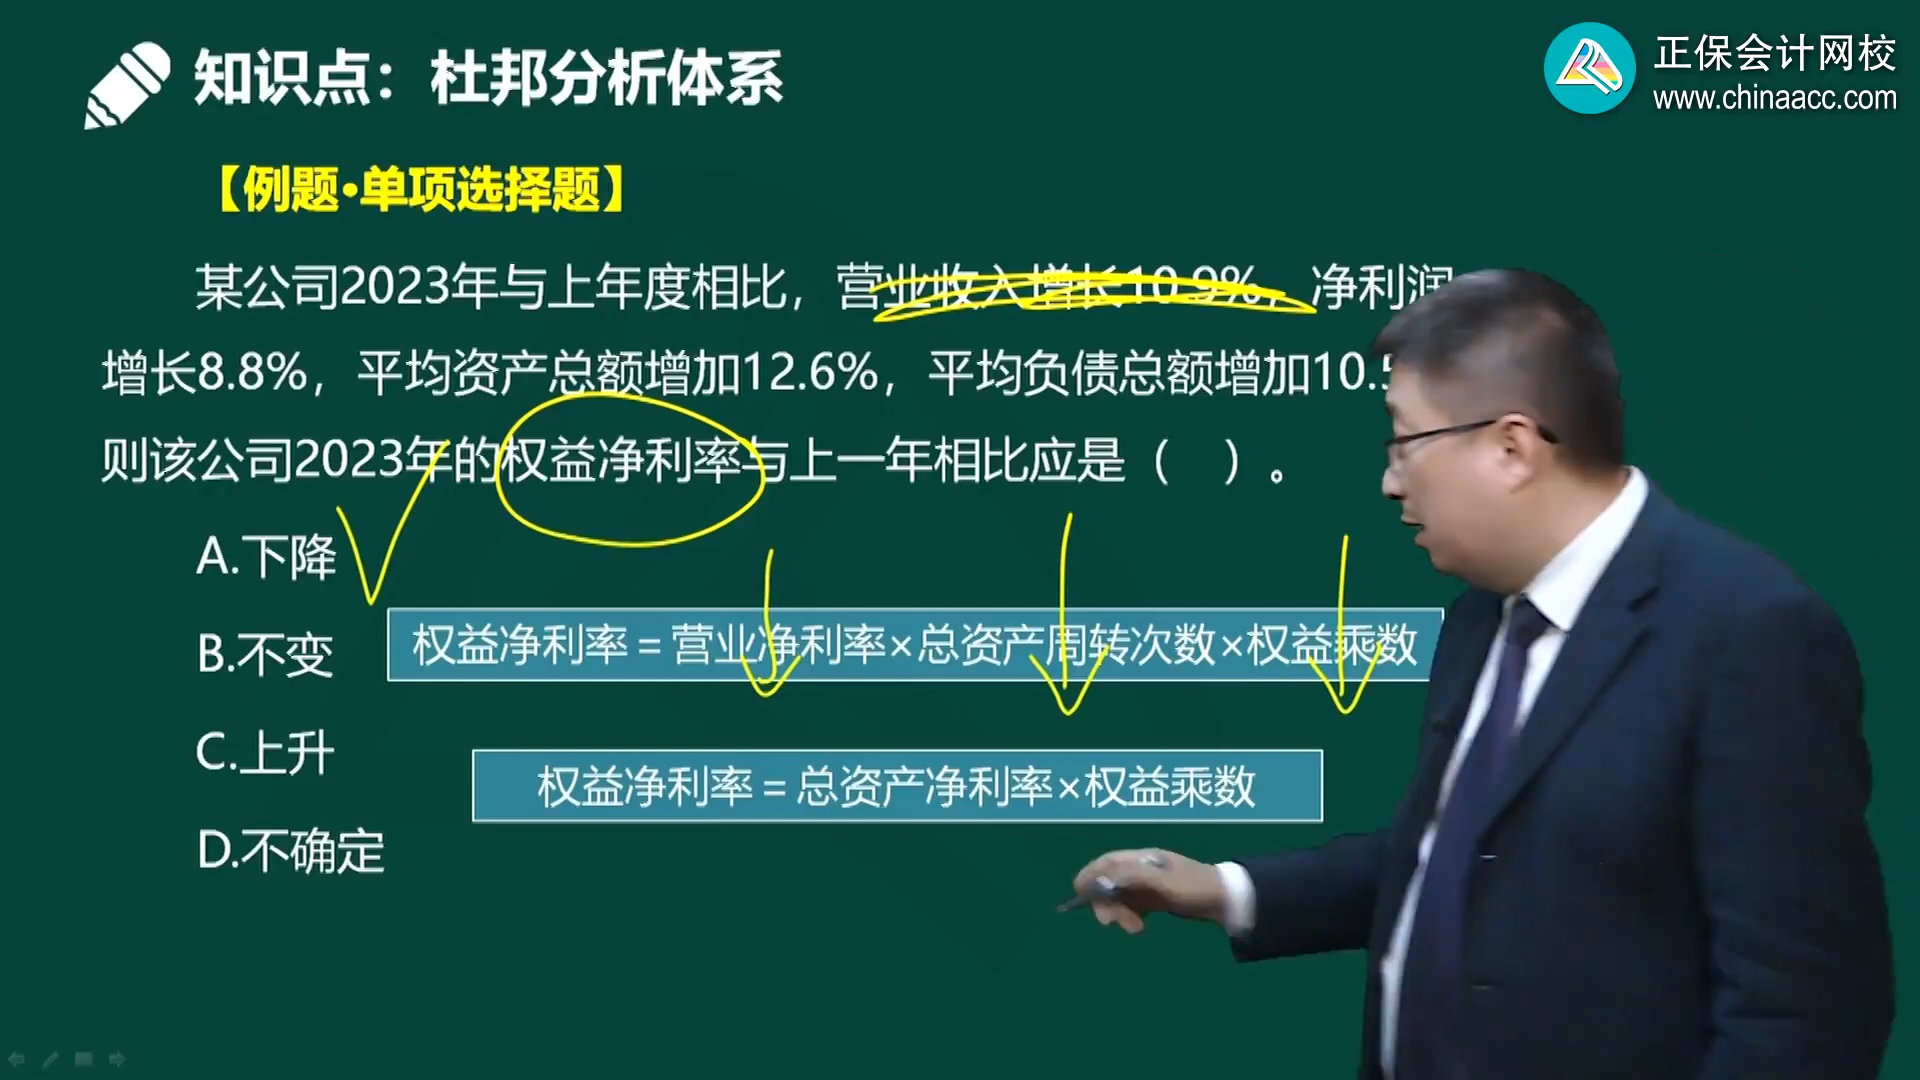 知识点：杜邦分析体系
正保会计网校
www.chinaacc.com
【例题•单项选择题】
某公司2023年与上年度相比，营业收入增长10.9%，净利润
增长8.8%，平均资产总额增加12.6%，平均负债总额增加10.5
则该公司2023年的权益净利率与上一年相比应是（ ）。
A.下降
权益净利率＝营业净利率×总资产周转次数×权益乘数
B.不变
C.上升
权益净利率＝总资产净利率×权益乘数
D.不确定